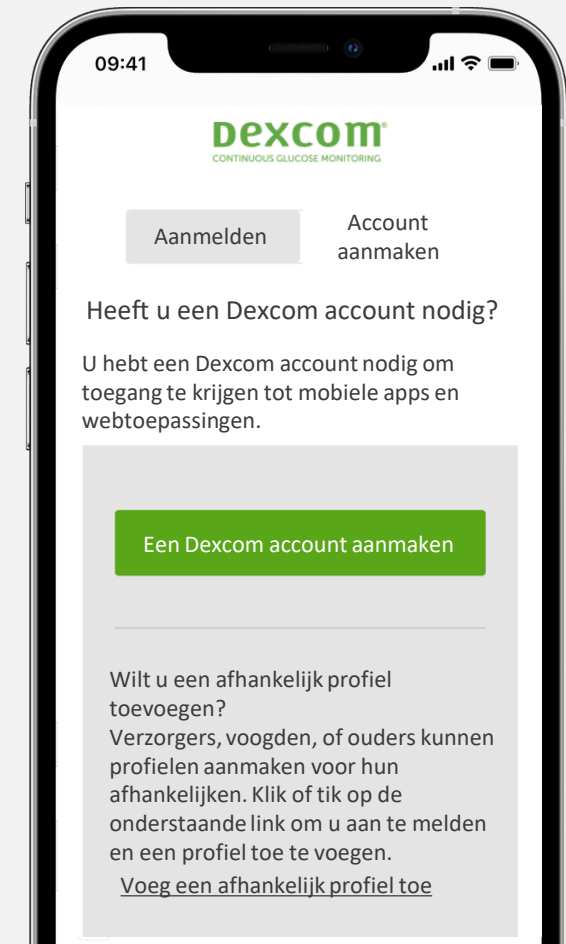 09:41
Dexcom®
CONTINUOUS GLUCOSE MONITORING
Aanmelden
Account
aanmaken
Heeft u een Dexcom account nodig?
U hebt een Dexcom account nodig om
toegang te krijgen tot mobiele apps en
webtoepassingen.
Een Dexcom account aanmaken
Wilt u een afhankelijk profiel
toevoegen?
Verzorgers, voogden, of ouders kunnen
profielen aanmaken voor hun
afhankelijken. Klik of tik op de
onderstaande link om u aan te melden
en een profiel toe te voegen.
Voeg een afhankelijk profiel toe